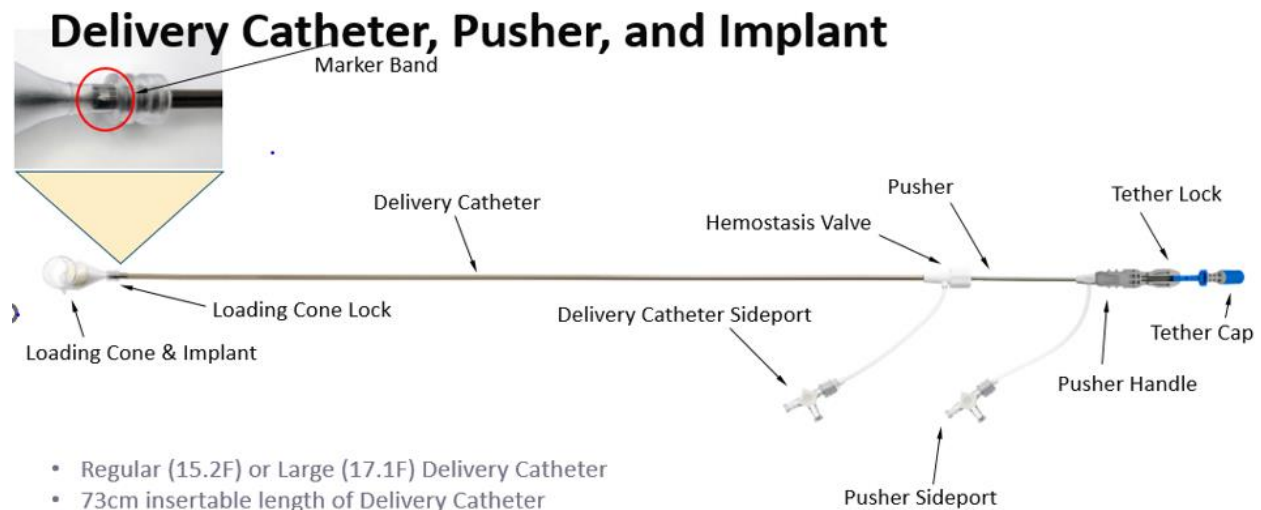 Delivery Catheter, Pusher, and Implant
Marker Band
Delivery Catheter
Pusher
Tether Lock
Hemostasis Valve
Loading Cone Lock
Delivery Catheter Sideport
Tether Cap
Loading Cone & Implant
Pusher Handle
• Regular (15.2F) or Large (17.1F) Delivery Catheter
• 73cm insertable length of Delivery Catheter
Pusher Sideport